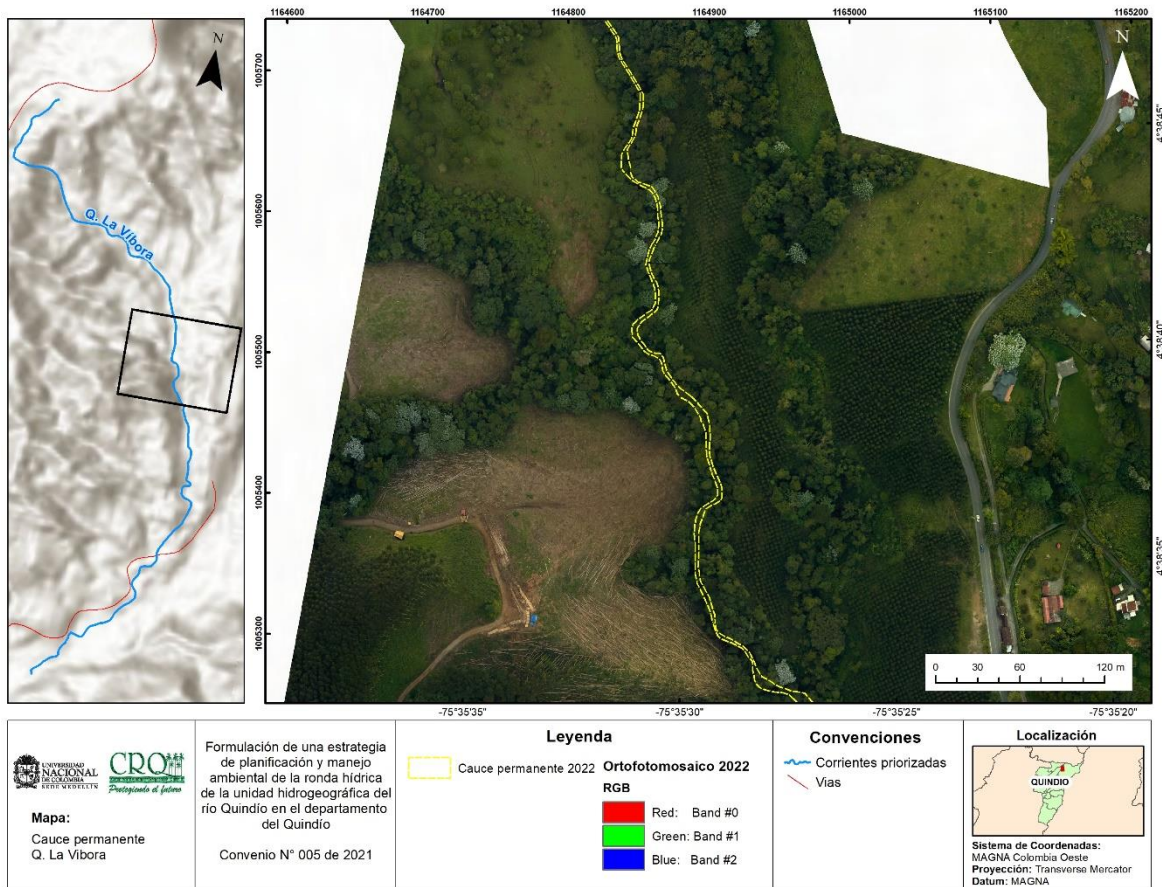 1164600
1164700
1164800
1164900
1165000
1165100
1165200
N
N
Q. La Víbora
1005700
1005600
1005500
1005400
1005300
4°38'45"
4°38'40"
4°38'35"
0 30 60 120 m
-75°35'35"
-75°35'30"
-75°35'25"
-75°35'20"
UNIVERSIDAD
NACIONAL
DE COLOMBIA
SEDE MEDELLÍN
CRQ
Protegiendo el futuro
Mapa:
Cauce permanente
Q. La Vibora
Formulación de una estrategia
de planificación y manejo
ambiental de la ronda hídrica
de la unidad hidrogeográfica del
río Quindío en el departamento
del Quindío
Convenio N° 005 de 2021
Leyenda
Cauce permanente 2022
Ortofotomosaico 2022
RGB
Red: Band #0
Green: Band #1
Blue: Band #2
Convenciones
Corrientes priorizadas
Vias
Localización
QUINDIO
Sistema de Coordenadas:
MAGNA Colombia Oeste
Proyección: Transverse Mercator
Datum: MAGNA